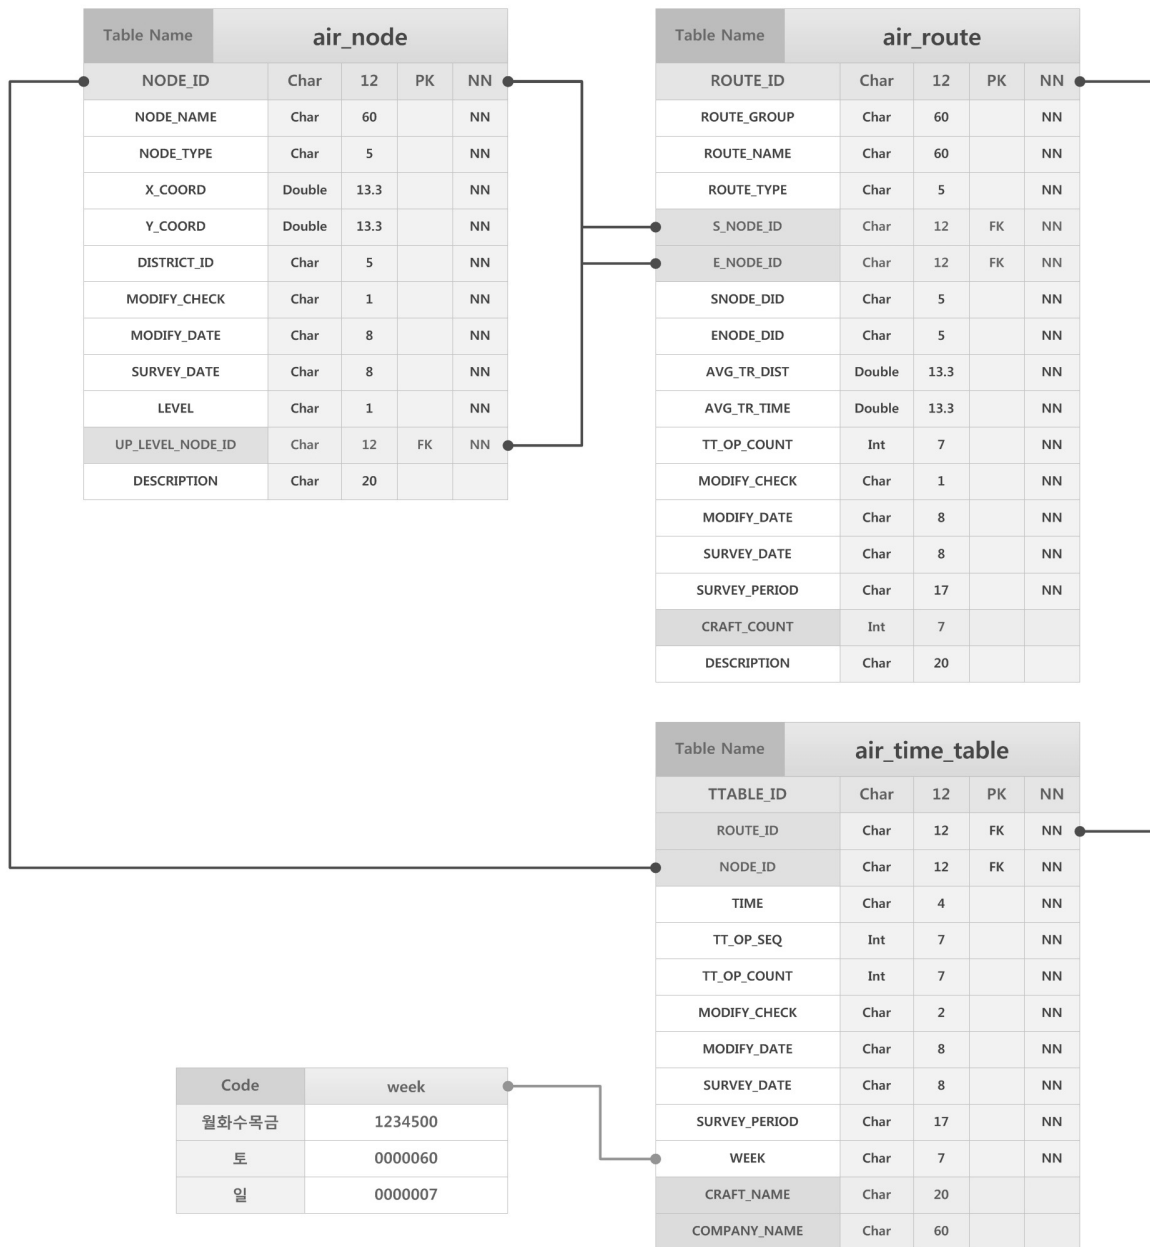 Table Name air_node
NODE_ID Char 12 PK NN
NODE_NAME Char 60 NN
NODE_TYPE Char 5 NN
X_COORD Double 13.3 NN
Y_COORD Double 13.3 NN
DISTRICT_ID Char 5 NN
MODIFY_CHECK Char 1 NN
MODIFY_DATE Char 8 NN
SURVEY_DATE Char 8 NN
LEVEL Char 1 NN
UP_LEVEL_NODE_ID Char 12 FK NN
DESCRIPTION Char 20
Table Name air_route
ROUTE_ID Char 12 PK NN
ROUTE_GROUP Char 60 NN
ROUTE_NAME Char 60 NN
ROUTE_TYPE Char 5 NN
S_NODE_ID Char 12 FK NN
E_NODE_ID Char 12 FK NN
SNODE_DID Char 5 NN
ENODE_DID Char 5 NN
AVG_TR_DIST Double 13.3 NN
AVG_TR_TIME Double 13.3 NN
TT_OP_COUNT Int 7 NN
MODIFY_CHECK Char 1 NN
MODIFY_DATE Char 8 NN
SURVEY_DATE Char 8 NN
SURVEY_PERIOD Char 17 NN
CRAFT_COUNT Int 7
DESCRIPTION Char 20
Table Name air_time_table
TTABLE_ID Char 12 PK NN
ROUTE_ID Char 12 FK NN
NODE_ID Char 12 FK NN
TIME Char 4 NN
TT_OP_SEQ Int 7 NN
TT_OP_COUNT Int 7 NN
MODIFY_CHECK Char 2 NN
MODIFY_DATE Char 8 NN
SURVEY_DATE Char 8 NN
SURVEY_PERIOD Char 17 NN
WEEK Char 7 NN
CRAFT_NAME Char 20
COMPANY_NAME Char 60
Code week
월화수목금 1234500
토 0000060
일 0000007